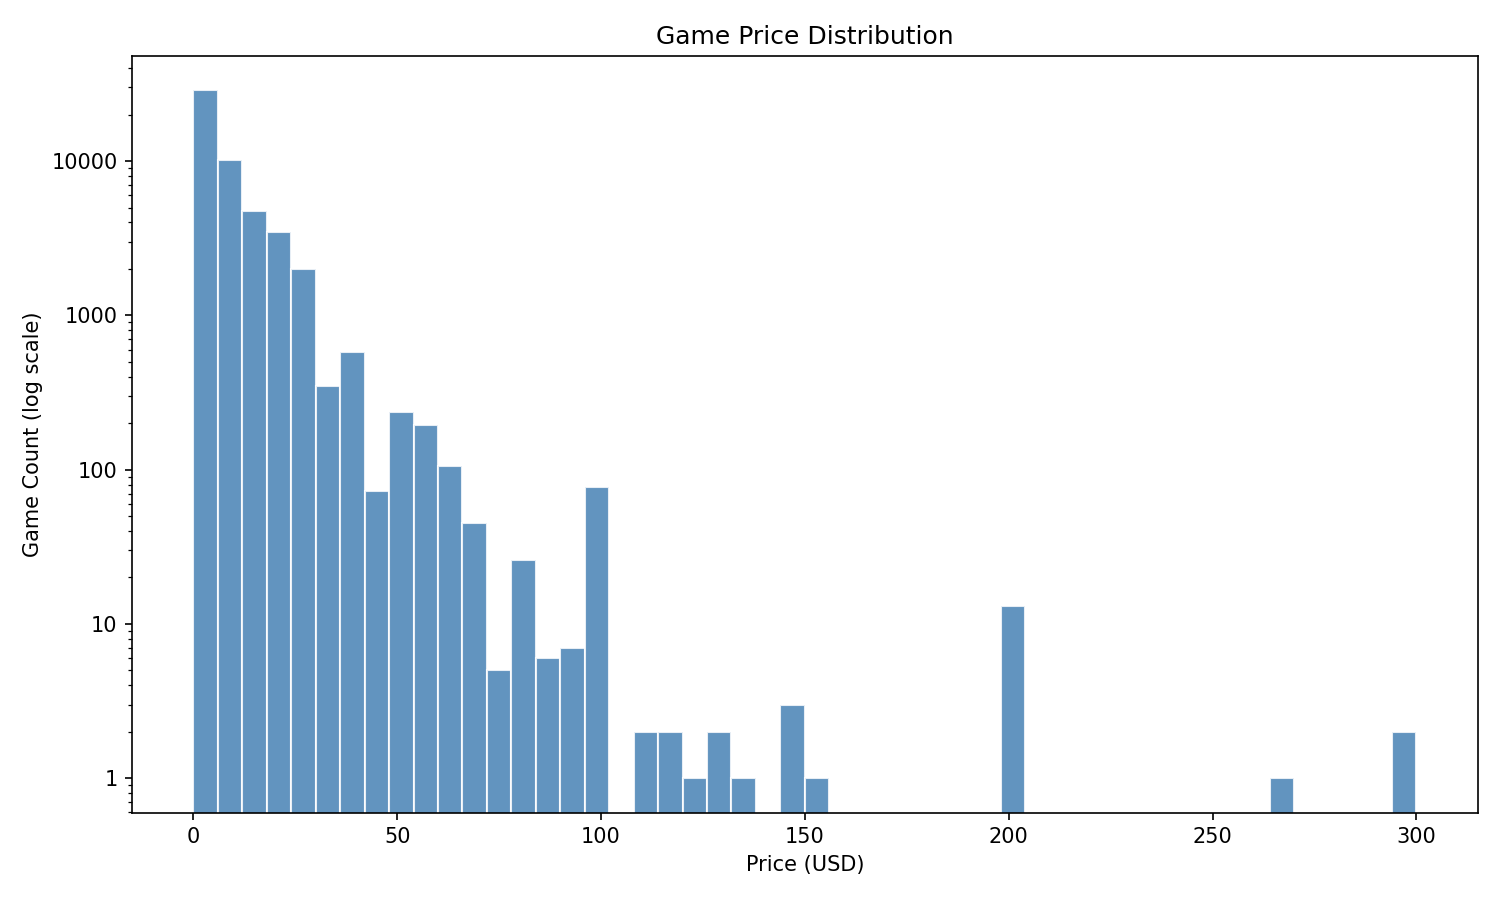 Game Price Distribution
Game Count (log scale)
10000
1000
100
10
1
0 50 100 150 200 250 300
Price (USD)